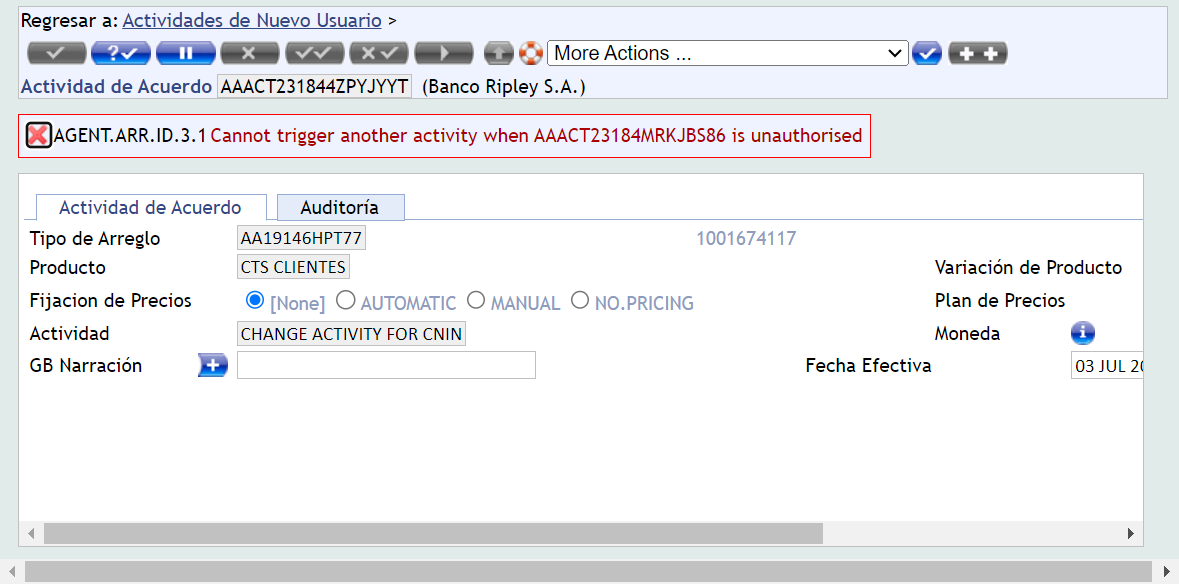 Regresar a: Actividades de Nuevo Usuario >
More Actions ...
Actividad de Acuerdo AAACT231844ZPYJYYT (Banco Ripley S.A.)
AGENT.ARR.ID.3.1 Cannot trigger another activity when AAACT23184MRKJBS86 is unauthorised
Actividad de Acuerdo Auditoría
Tipo de Arreglo AA19146HPT77 1001674117
Producto CTS CLIENTES Variación de Producto
Fijacion de Precios [None] AUTOMATIC MANUAL NO.PRICING Plan de Precios
Actividad CHANGE ACTIVITY FOR CNIN Moneda
GB Narración Fecha Efectiva 03 JUL